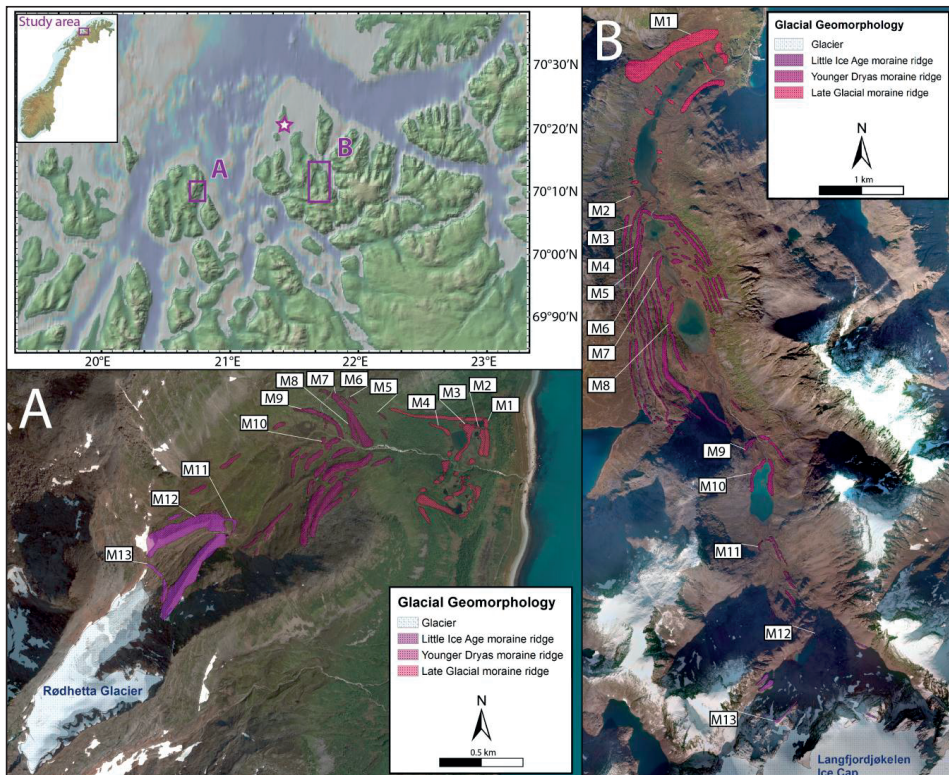 Study area
A
B
70°30'N
70°20'N
70°10'N
70°00'N
69°90'N
20°E
21°E
22°E
23°E
A
M8
M7
M6
M5
M9
M4
M3
M2
M1
M10
M11
M12
M13
Rødhetta Glacier
Glacial Geomorphology
Glacier
Little Ice Age moraine ridge
Younger Dryas moraine ridge
Late Glacial moraine ridge
N
0.5 km
B
M1
Glacial Geomorphology
Glacier
Little Ice Age moraine ridge
Younger Dryas moraine ridge
Late Glacial moraine ridge
N
1 km
M2
M3
M4
M5
M6
M7
M8
M9
M10
M11
M12
M13
Langfjordjøkelen
Ice Cap